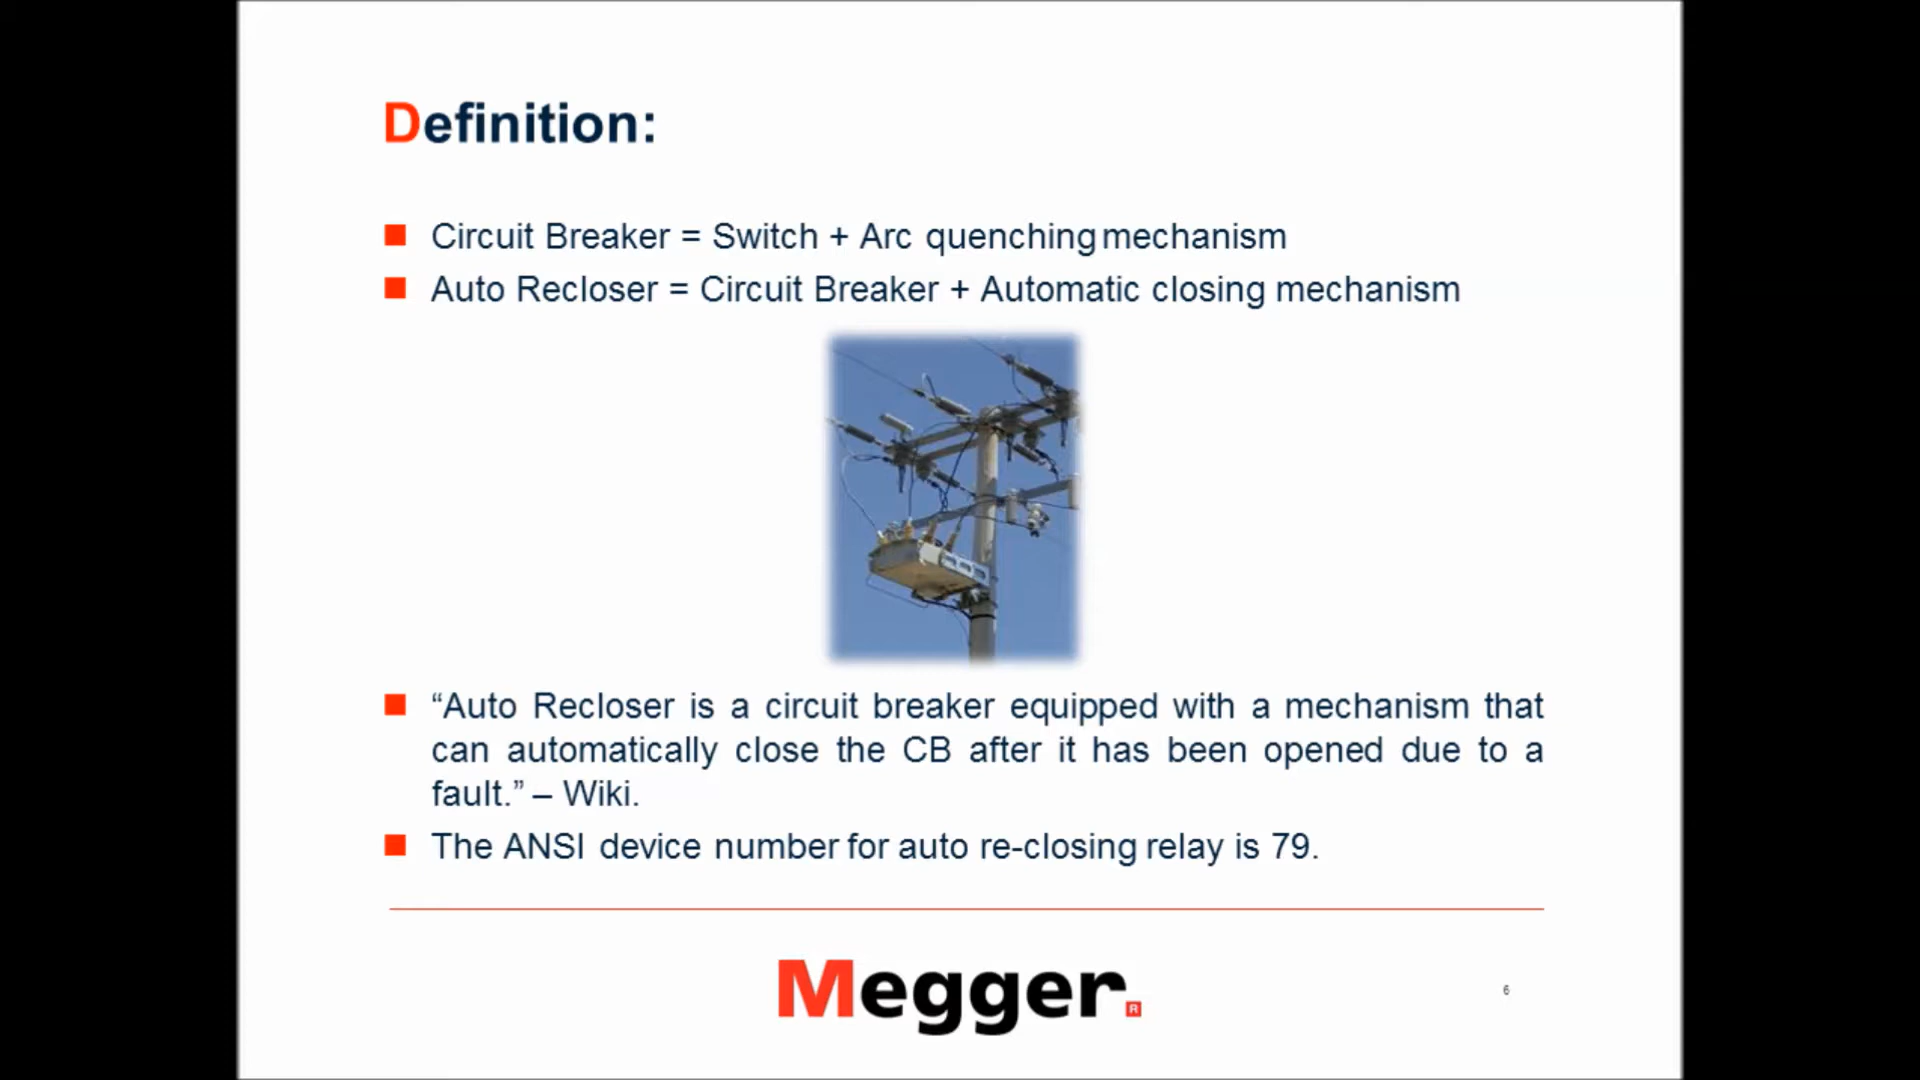 Definition:
Circuit Breaker = Switch + Arc quenching mechanism
Auto Recloser = Circuit Breaker + Automatic closing mechanism
“Auto Recloser is a circuit breaker equipped with a mechanism that
can automatically close the CB after it has been opened due to a
fault.” – Wiki.
The ANSI device number for auto re-closing relay is 79.
Megger.®
6